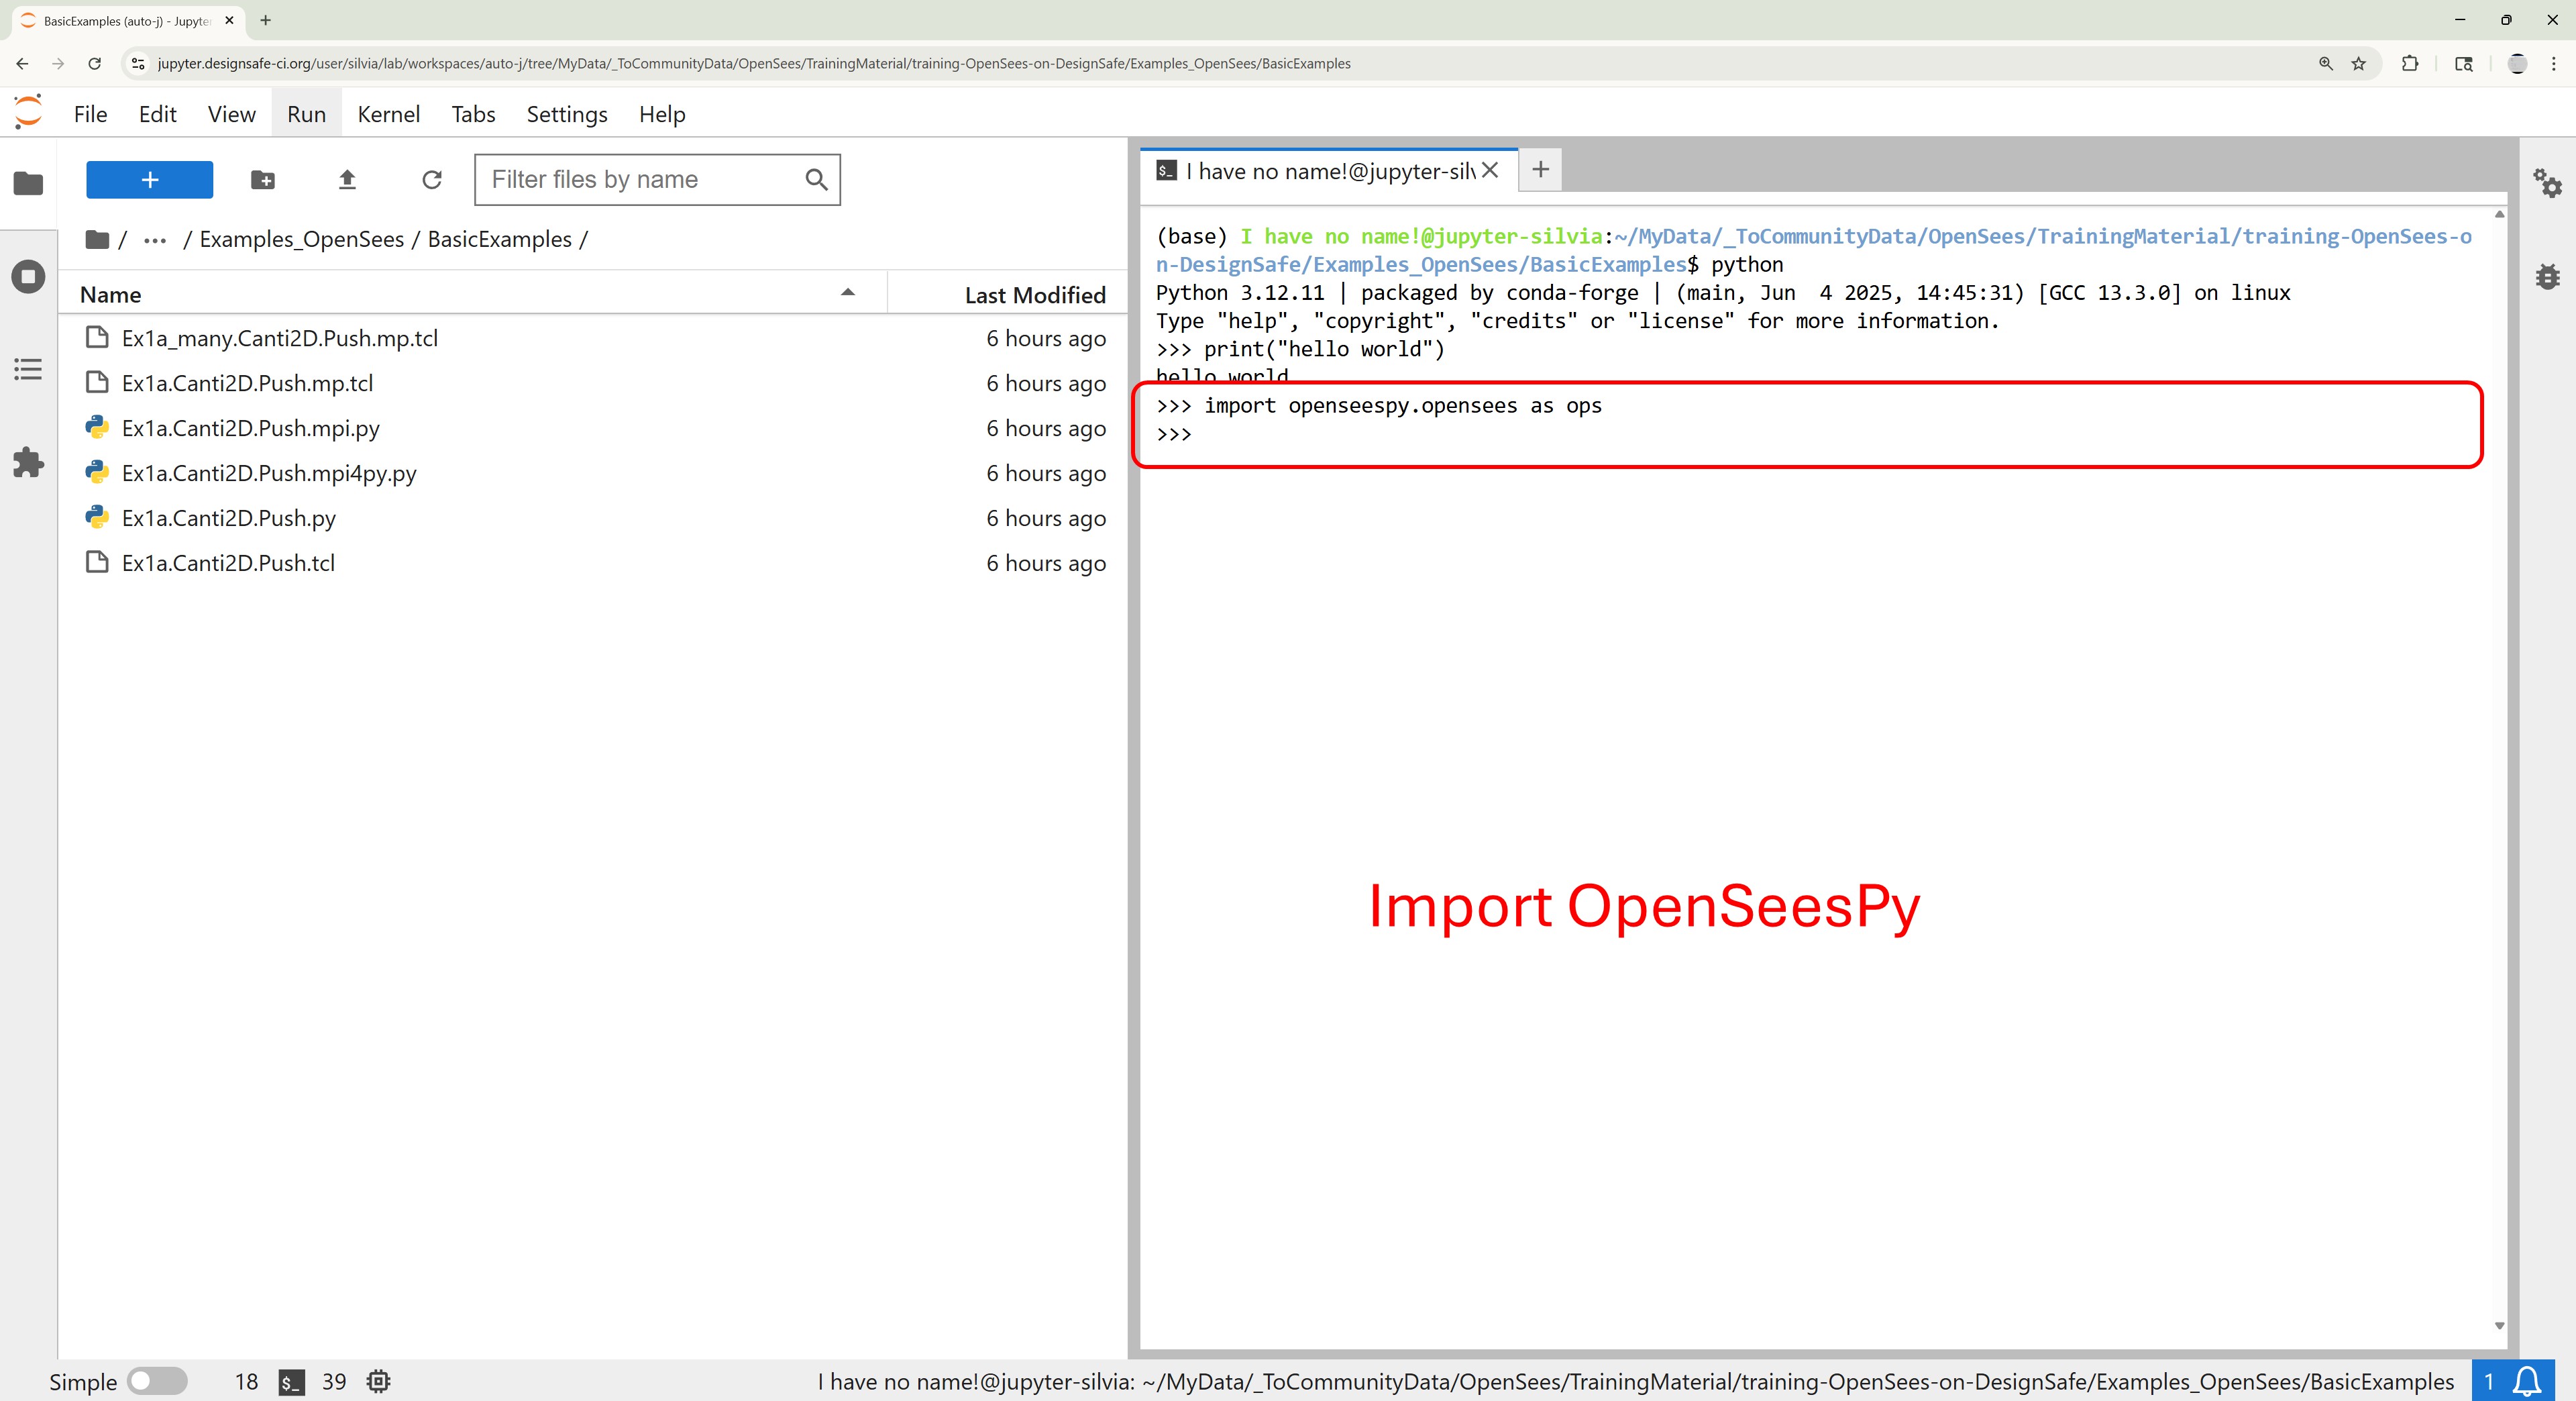 BasicExamples (auto-j) - Jupyte
jupyter.designsafe-ci.org/user/silvia/lab/workspaces/auto-j/tree/MyData/_ToCommunityData/OpenSees/TrainingMaterial/training-OpenSees-on-DesignSafe/Examples_OpenSees/BasicExamples
File Edit View Run Kernel Tabs Settings Help
+
Filter files by name
/ ... / Examples_OpenSees / BasicExamples /
Name Last Modified
Ex1a_many.Canti2D.Push.mp.tcl 6 hours ago
Ex1a.Canti2D.Push.mp.tcl 6 hours ago
Ex1a.Canti2D.Push.mpi.py 6 hours ago
Ex1a.Canti2D.Push.mpi4py.py 6 hours ago
Ex1a.Canti2D.Push.py 6 hours ago
Ex1a.Canti2D.Push.tcl 6 hours ago
$_ I have no name!@jupyter-silv
(base) I have no name!@jupyter-silvia:~/MyData/_ToCommunityData/OpenSees/TrainingMaterial/training-OpenSees-o
n-DesignSafe/Examples_OpenSees/BasicExamples$ python
Python 3.12.11 | packaged by conda-forge | (main, Jun  4 2025, 14:45:31) [GCC 13.3.0] on linux
Type "help", "copyright", "credits" or "license" for more information.
>>> print("hello world")
hello world
>>> import openseespy.opensees as ops
>>>
Import OpenSeesPy
Simple 18 $_ 39 I have no name!@jupyter-silvia: ~/MyData/_ToCommunityData/OpenSees/TrainingMaterial/training-OpenSees-on-DesignSafe/Examples_OpenSees/BasicExamples 1